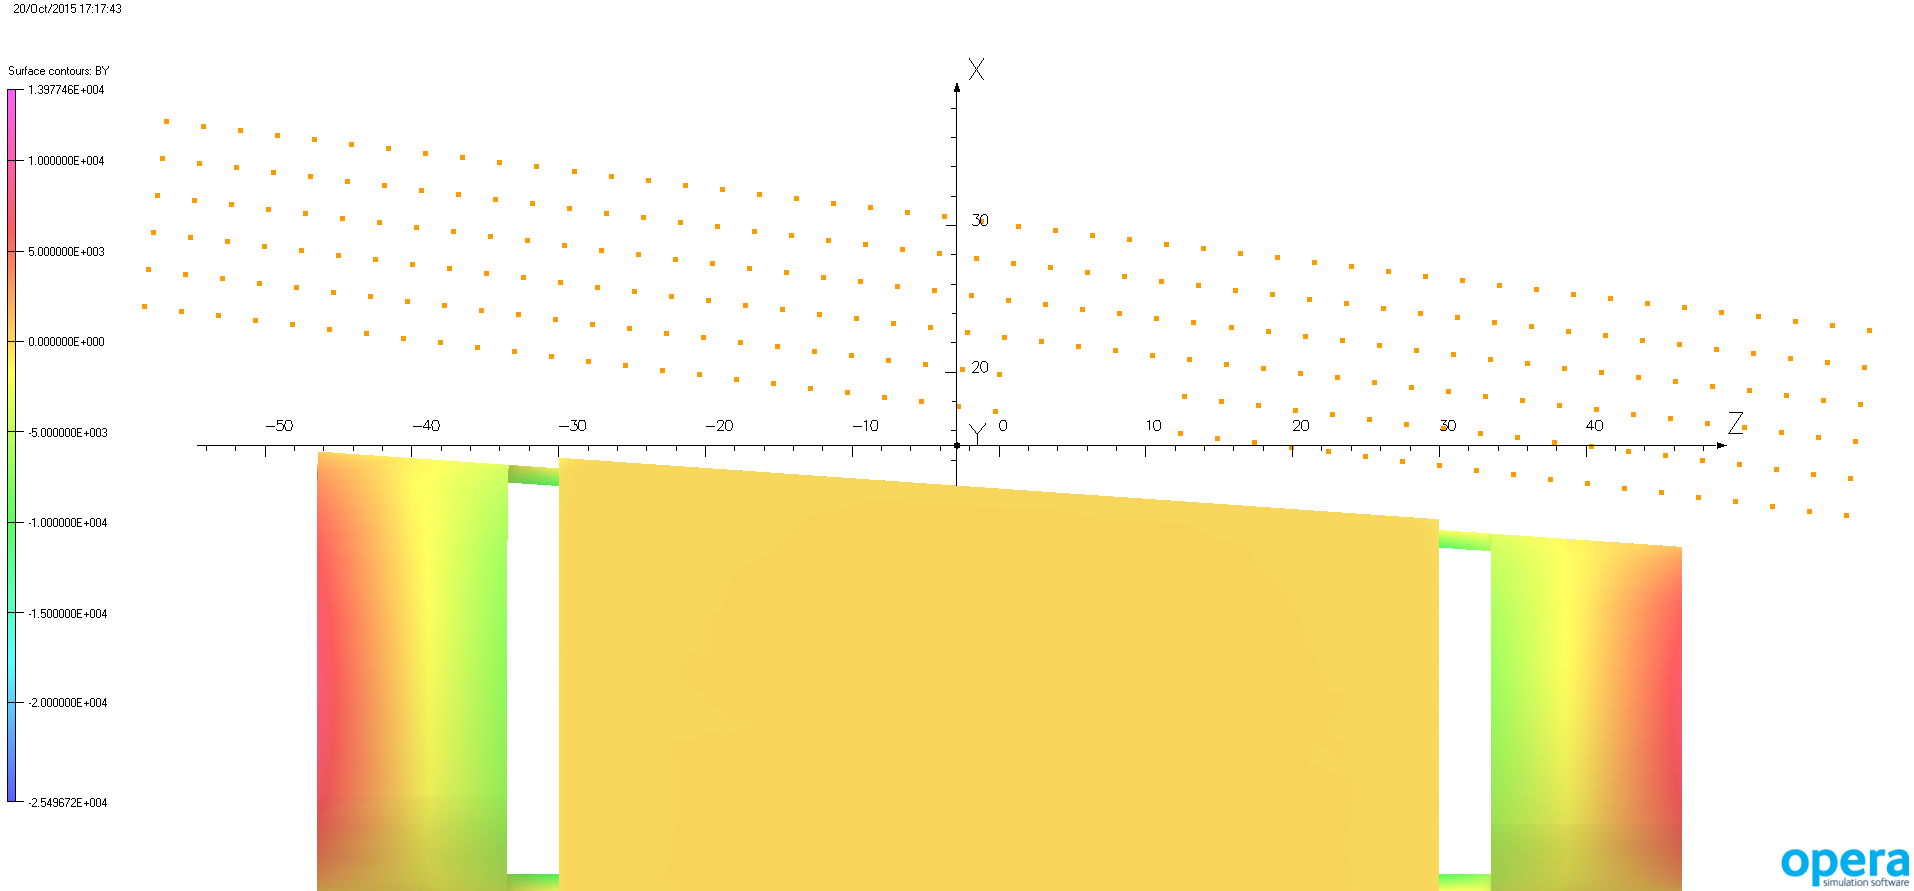 20/Oct/2015 17:17:43
Surface contours: BY
1.397746E+004
1.000000E+004
5.000000E+003
0.000000E+000
-5.000000E+003
-1.000000E+004
-1.500000E+004
-2.000000E+004
-2.549672E+004
X
30
20
-50 -40 -30 -20 -10 Y 0 10 20 30 40 Z
opera
simulation software